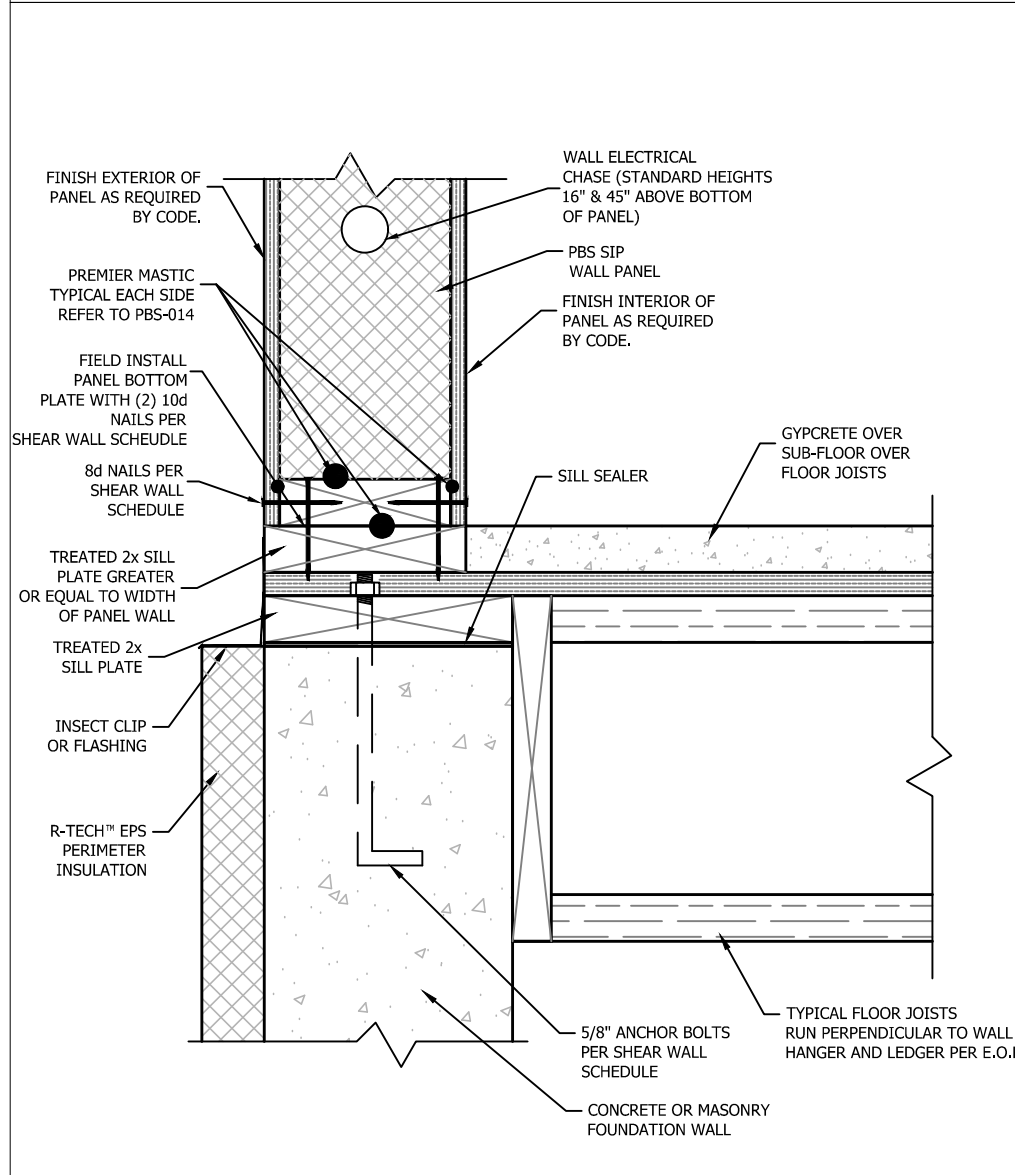 FINISH EXTERIOR OF
PANEL AS REQUIRED
BY CODE.
PREMIER MASTIC
TYPICAL EACH SIDE
REFER TO PBS-014
FIELD INSTALL
PANEL BOTTOM
PLATE WITH (2) 10d
NAILS PER
SHEAR WALL SCHEUDLE
8d NAILS PER
SHEAR WALL
SCHEDULE
TREATED 2x SILL
PLATE GREATER
OR EQUAL TO WIDTH
OF PANEL WALL
TREATED 2x
SILL PLATE
INSECT CLIP
OR FLASHING
R-TECH™ EPS
PERIMETER
INSULATION
WALL ELECTRICAL
CHASE (STANDARD HEIGHTS
16" & 45" ABOVE BOTTOM
OF PANEL)
PBS SIP
WALL PANEL
FINISH INTERIOR OF
PANEL AS REQUIRED
BY CODE.
GYPCRETE OVER
SUB-FLOOR OVER
FLOOR JOISTS
SILL SEALER
TYPICAL FLOOR JOISTS
RUN PERPENDICULAR TO WALL
HANGER AND LEDGER PER
5/8" ANCHOR BOLTS
PER SHEAR WALL
SCHEDULE
CONCRETE OR MASONRY
FOUNDATION WALL